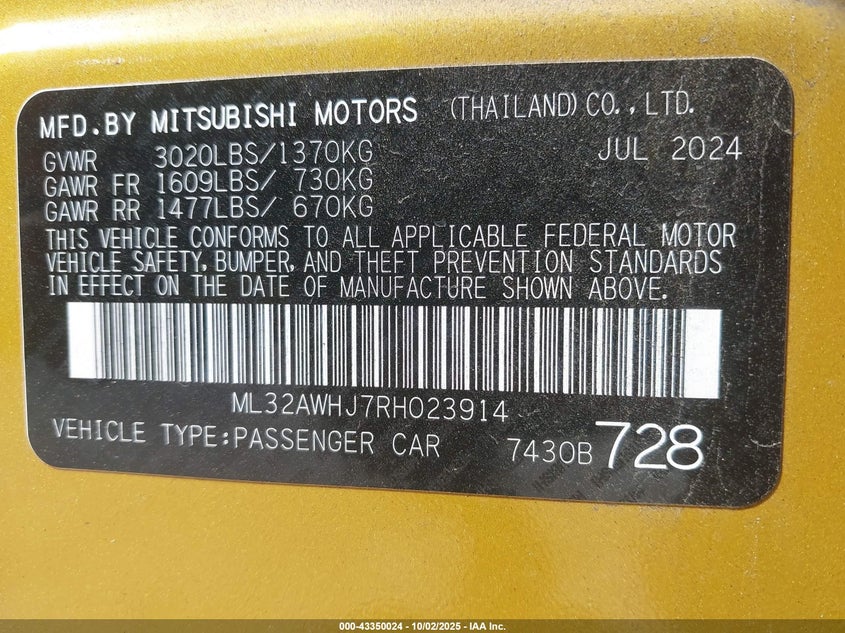 MFD.BY MITSUBISHI MOTORS (THAILAND) CO.,LTD.
GVWR 3020LBS/1370KG JUL 2024
GAWR FR 1609LBS/ 730KG
GAWR RR 1477LBS/ 670KG
THIS VEHICLE CONFORMS TO ALL APPLICABLE FEDERAL MOTOR
VEHICLE SAFETY, BUMPER, AND THEFT PREVENTION STANDARDS
IN EFFECT ON THE DATE OF MANUFACTURE SHOWN ABOVE.
ML32AWHJ7RH023914
VEHICLE TYPE:PASSENGER CAR 7430B 728
000-43350024 - 10/02/2025 - IAA Inc.